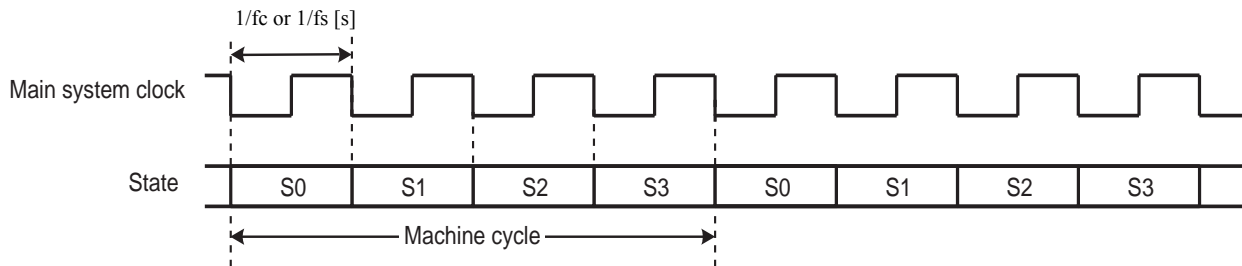 1/fc or 1/fs [s]
Main system clock
State S0 S1 S2 S3 S0 S1 S2 S3
Machine cycle